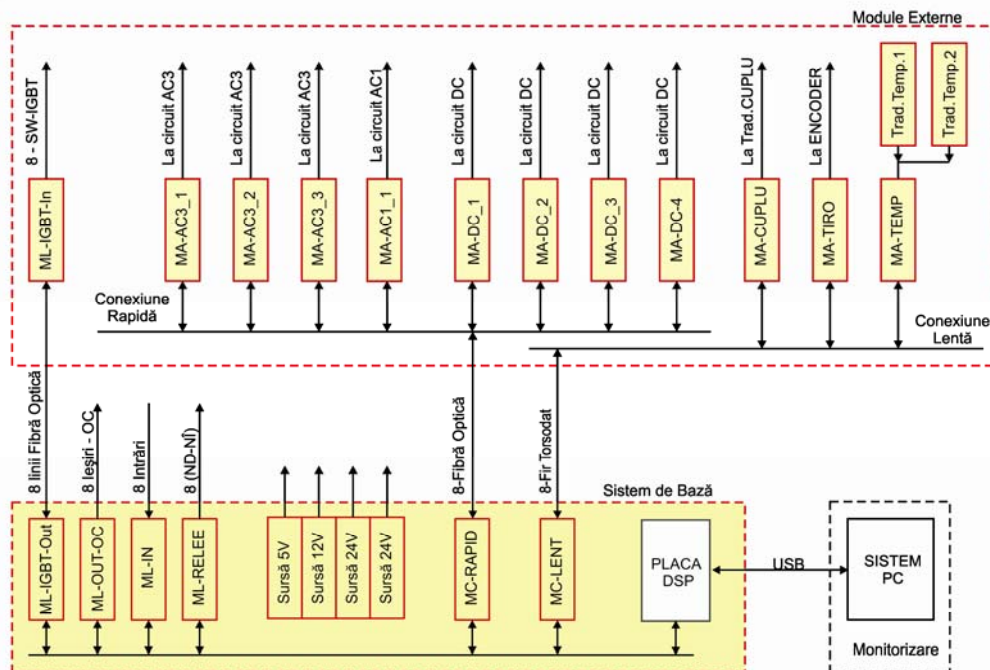 Module Externe
8 - SW-IGBT
La circuit AC3
La circuit AC3
La circuit AC3
La circuit AC1
La circuit DC
La circuit DC
La circuit DC
La circuit DC
La Trad.CUPLU
La ENCODER
Trad.Temp.1
Trad.Temp.2
ML-IGBT-In
MA-AC3_1
MA-AC3_2
MA-AC3_3
MA-AC1_1
MA-DC_1
MA-DC_2
MA-DC_3
MA-DC-4
MA-CUPLU
MA-TIRO
MA-TEMP
Conexiune
Rapidă
Conexiune
Lentă
8 linii Fibră Optică
8 Ieşiri - OC
8 Intrări
8 (ND-NÎ)
8-Fibră Optică
8-Fir Torsodat
Sistem de Bază
ML-IGBT-Out
ML-OUT-OC
ML-IN
ML-RELEE
Sursă 5V
Sursă 12V
Sursă 24V
Sursă 24V
MC-RAPID
MC-LENT
PLACA
DSP
USB
SISTEM
PC
Monitorizare